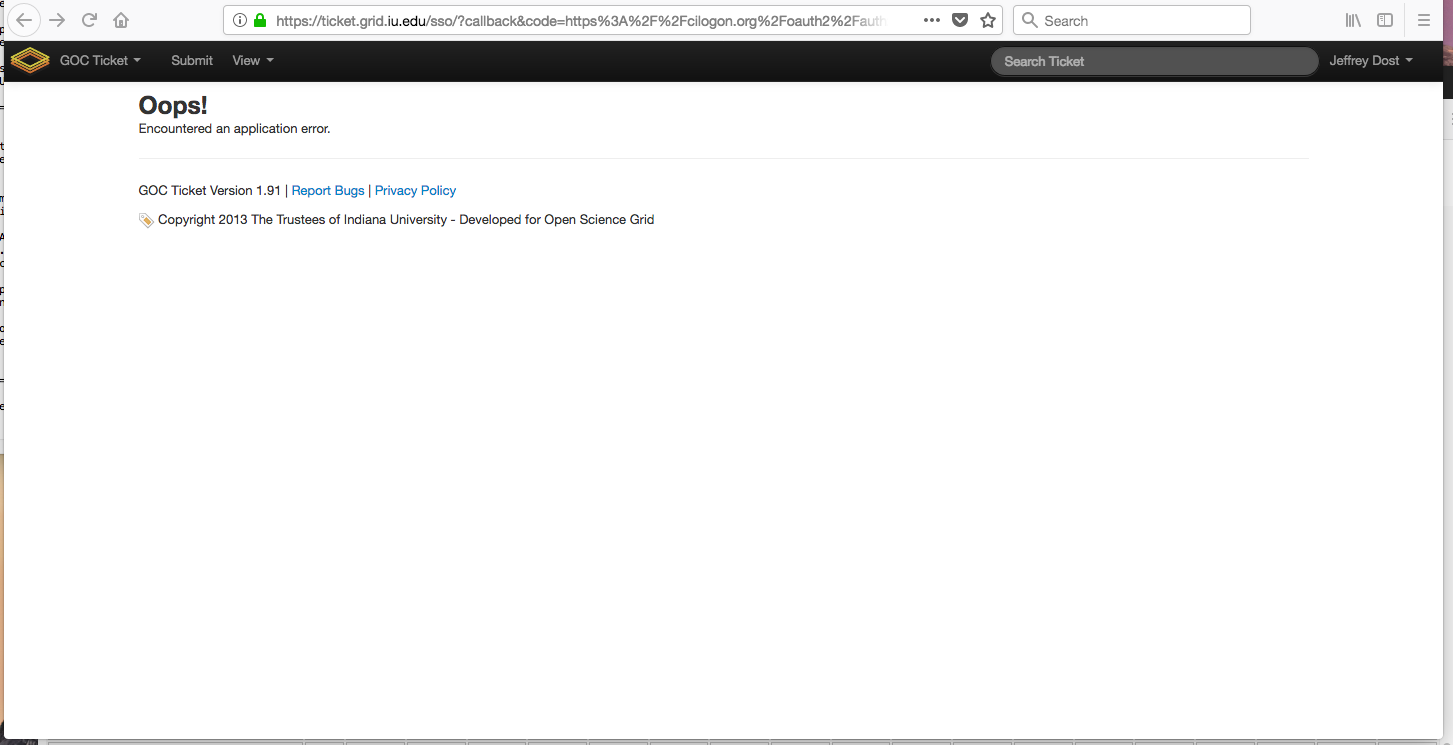 https://ticket.grid.iu.edu/sso/?callback&code=https%3A%2F%2Fcilogon.org%2Foauth2%2Fauth
Search
GOC Ticket Submit View Search Ticket Jeffrey Dost
Oops!
Encountered an application error.
GOC Ticket Version 1.91 | Report Bugs | Privacy Policy
Copyright 2013 The Trustees of Indiana University - Developed for Open Science Grid